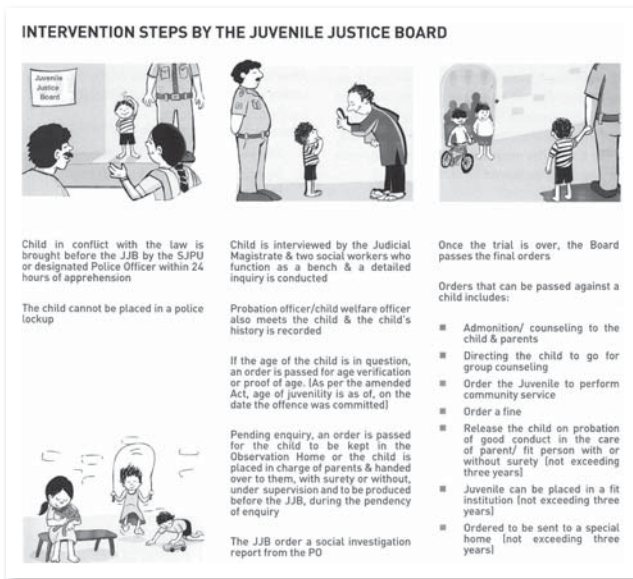 INTERVENTION STEPS BY THE JUVENILE JUSTICE BOARD
Juvenile
Justice
Board
Child in conflict with the law is
brought before the JJB by the SJPU
or designated Police Officer within 24
hours of apprehension
The child cannot be placed in a police
lockup
Child is interviewed by the Judicial
Magistrate & two social workers who
function as a bench & a detailed
inquiry is conducted
Probation officer/child welfare officer
also meets the child & the child's
history is recorded
If the age of the child is in question,
an order is passed for age verification
or proof of age. [As per the amended
Act, age of juvenility is as of, on the
date the offence was committed]
Pending enquiry, an order is passed
for the child to be kept in the
Observation Home or the child is
placed in charge of parents & handed
over to them, with surety or without,
under supervision and to be produced
before the JJB, during the pendency
of enquiry
The JJB order a social investigation
report from the PO
Once the trial is over, the Board
passes the final orders
Orders that can be passed against a
child includes:
■ Admonition/ counseling to the
child & parents
■ Directing the child to go for
group counseling
■ Order the Juvenile to perform
community service
■ Order a fine
■ Release the child on probation
of good conduct in the care
of parent/ fit person with or
without surety [not exceeding
three years]
■ Juvenile can be placed in a fit
institution [not exceeding three
years]
■ Ordered to be sent to a special
home [not exceeding three
years]